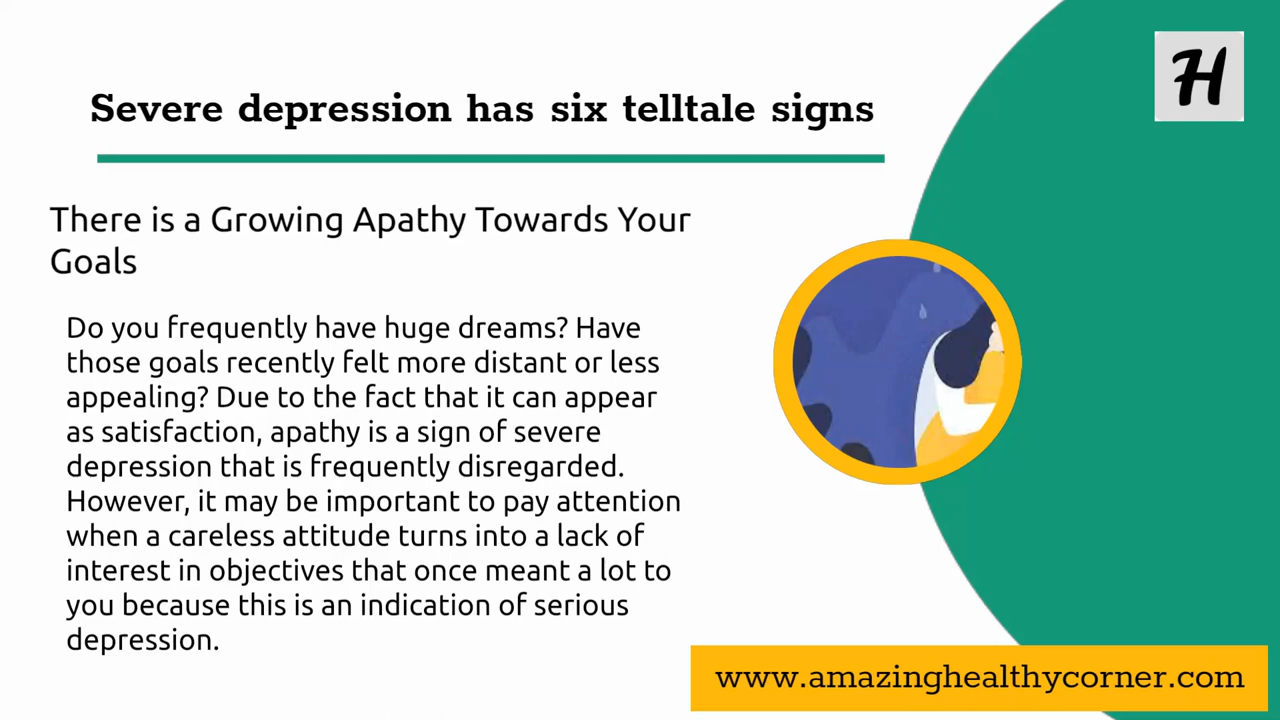 H
Severe depression has six telltale signs
There is a Growing Apathy Towards Your
Goals
Do you frequently have huge dreams? Have
those goals recently felt more distant or less
appealing? Due to the fact that it can appear
as satisfaction, apathy is a sign of severe
depression that is frequently disregarded.
However, it may be important to pay attention
when a careless attitude turns into a lack of
interest in objectives that once meant a lot to
you because this is an indication of serious
depression.
www.amazinghealthycorner.com